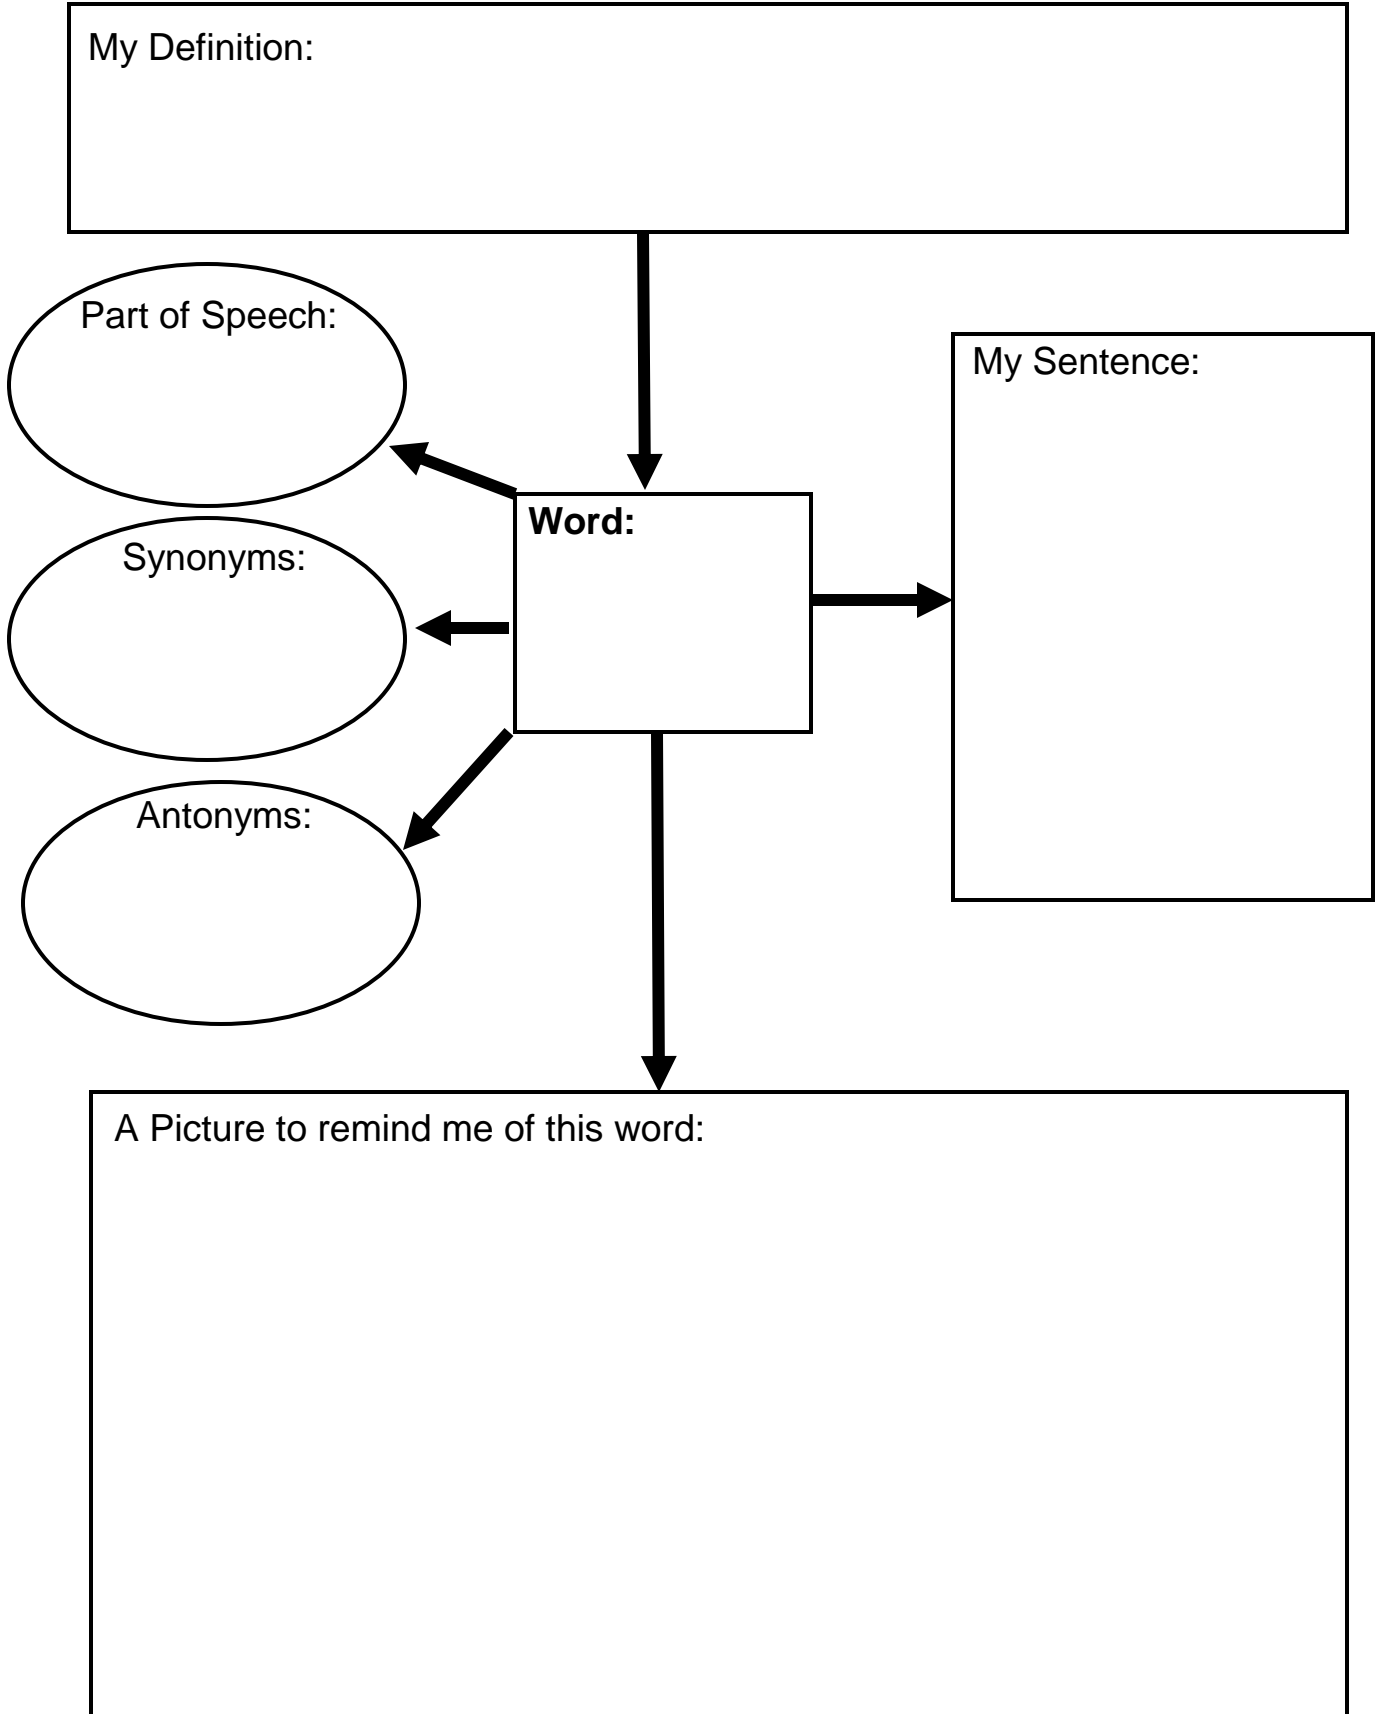 My Definition:
Part of Speech:
My Sentence:
Word:
Synonyms:
Antonyms:
A Picture to remind me of this word: